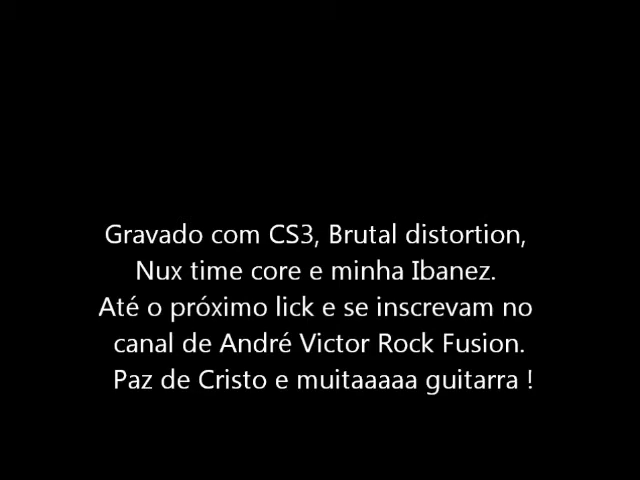 Gravado com CS3, Brutal distortion,
Nux time core e minha Ibanez.
Até o próximo lick e se inscrevam no
canal de André Victor Rock Fusion.
Paz de Cristo e muitaaaaa guitarra !